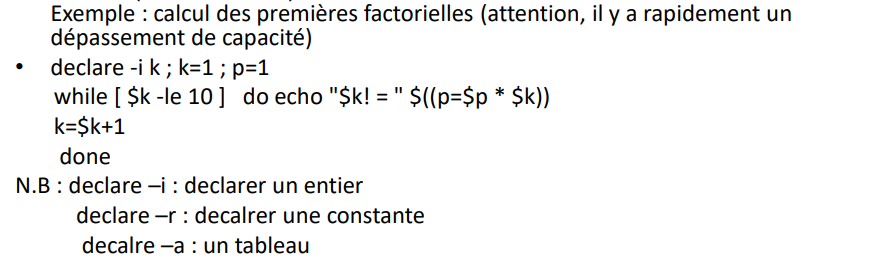 Exemple : calcul des premières factorielles (attention, il y a rapidement un
dépassement de capacité)
• declare -i k ; k=1 ; p=1
while [ $k -le 10 ] do echo "$k! = " $((p=$p * $k))
k=$k+1
done
N.B : declare –i : declarer un entier
declare –r : decalrer une constante
decalre –a : un tableau